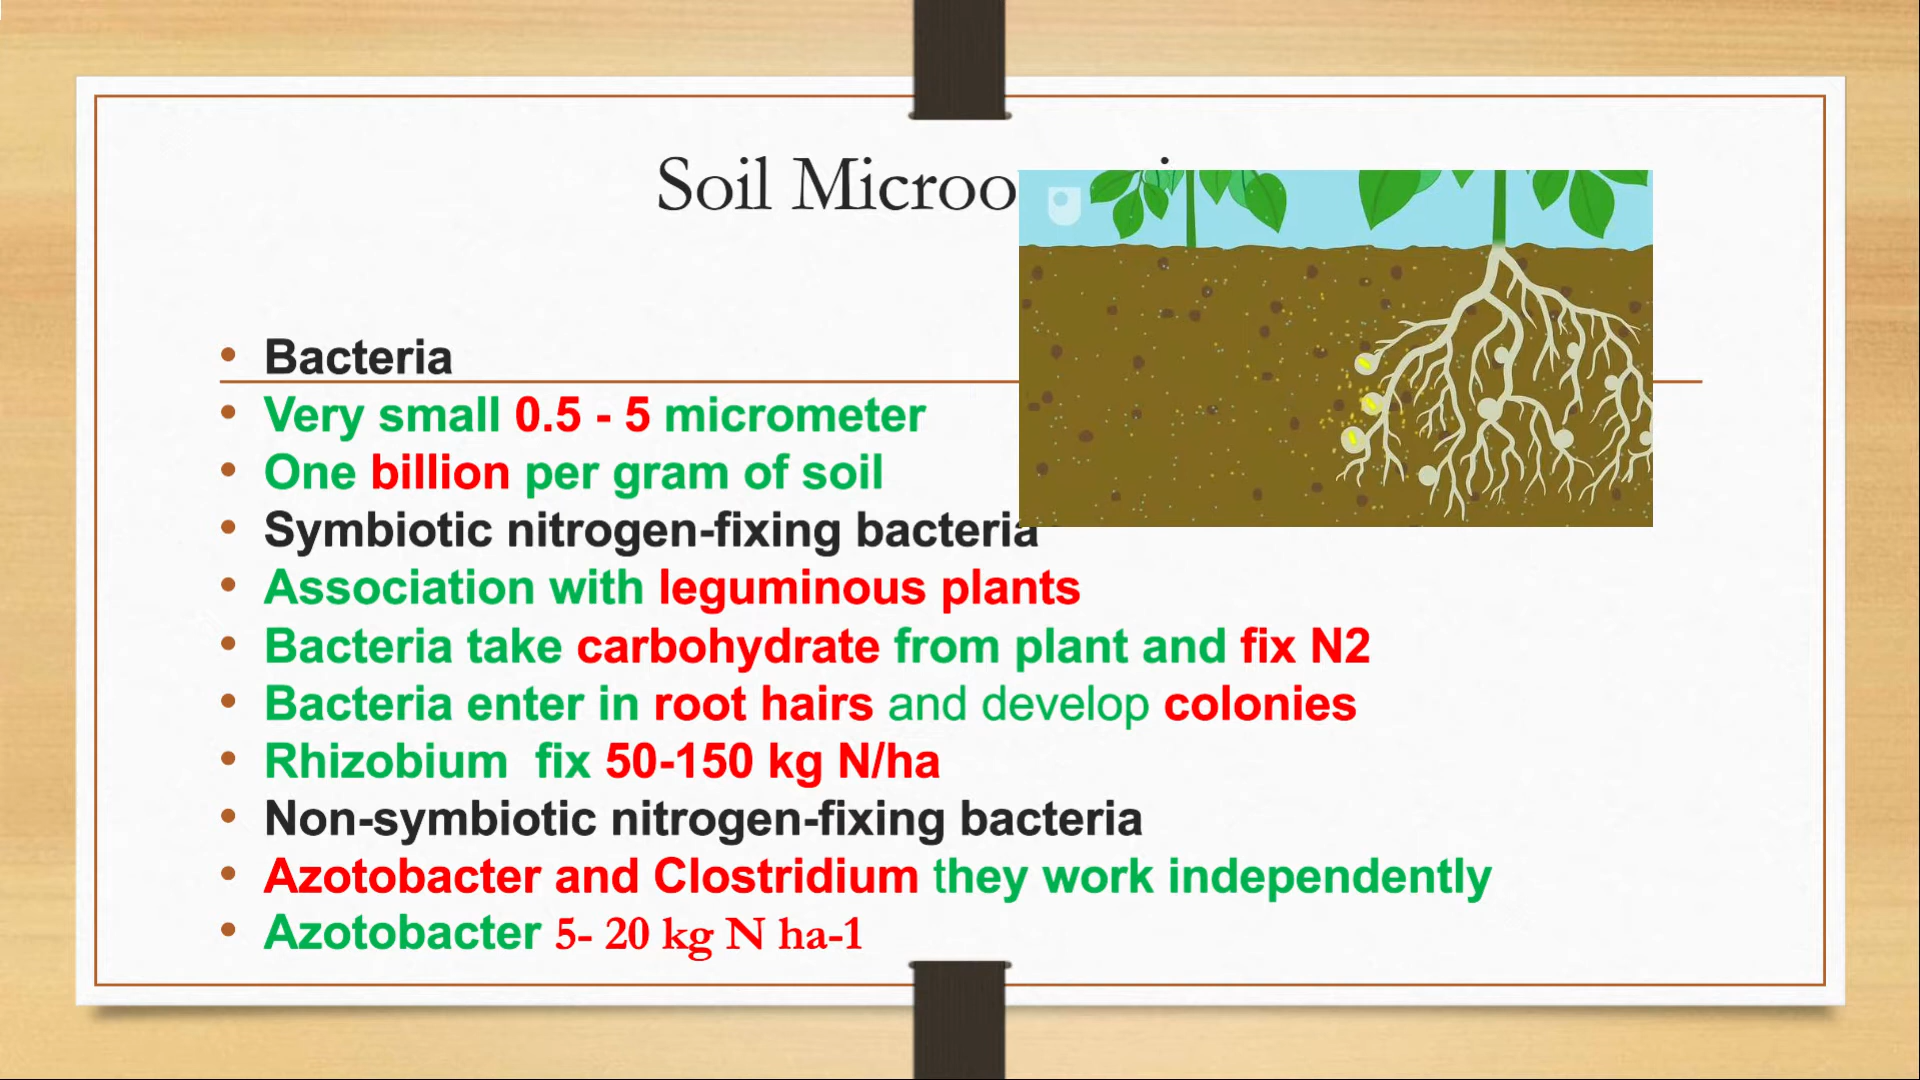 Soil Microo
Bacteria
Very small 0.5 - 5 micrometer
One billion per gram of soil
Symbiotic nitrogen-fixing bacteria
Association with leguminous plants
Bacteria take carbohydrate from plant and fix N2
Bacteria enter in root hairs and develop colonies
Rhizobium fix 50-150 kg N/ha
Non-symbiotic nitrogen-fixing bacteria
Azotobacter and Clostridium they work independently
Azotobacter 5- 20 kg N ha-1